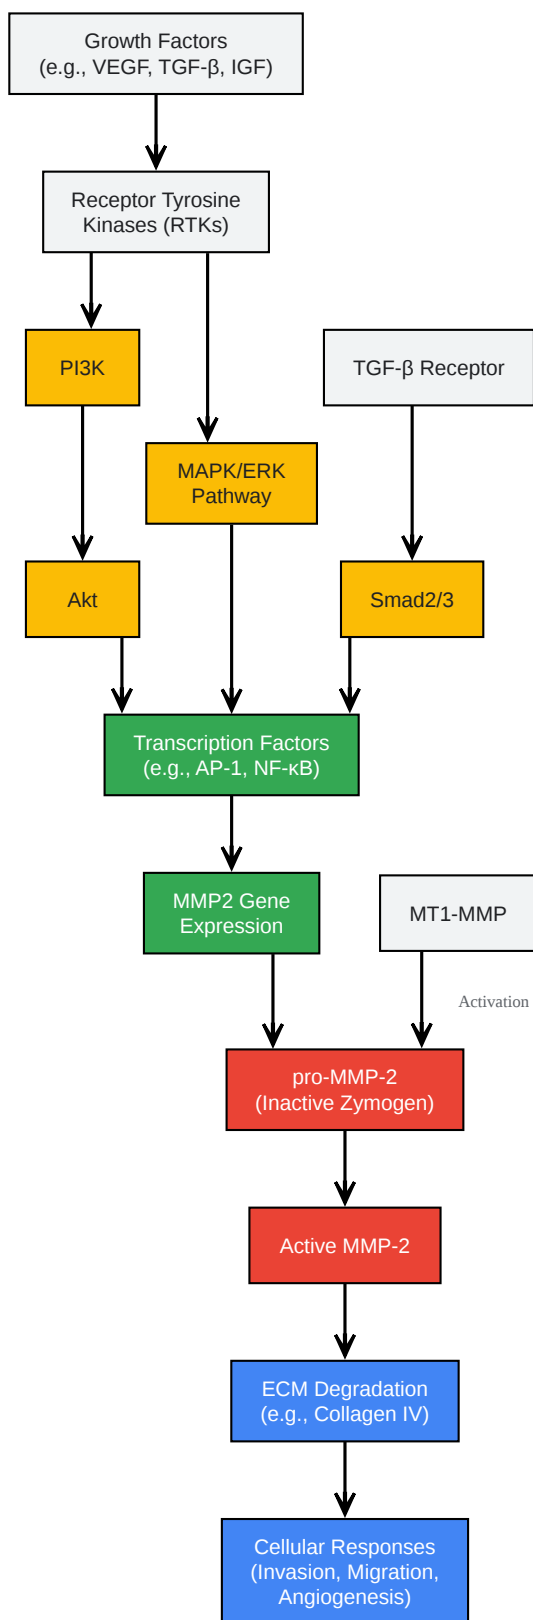 Growth Factors
(e.g., VEGF, TGF-β, IGF)
Receptor Tyrosine
Kinases (RTKs)
PI3K
TGF-β Receptor
MAPK/ERK
Pathway
Akt
Smad2/3
Transcription Factors
(e.g., AP-1, NF-κB)
MMP2 Gene
Expression
MT1-MMP
Activation
pro-MMP-2
(Inactive Zymogen)
Active MMP-2
ECM Degradation
(e.g., Collagen IV)
Cellular Responses
(Invasion, Migration,
Angiogenesis)